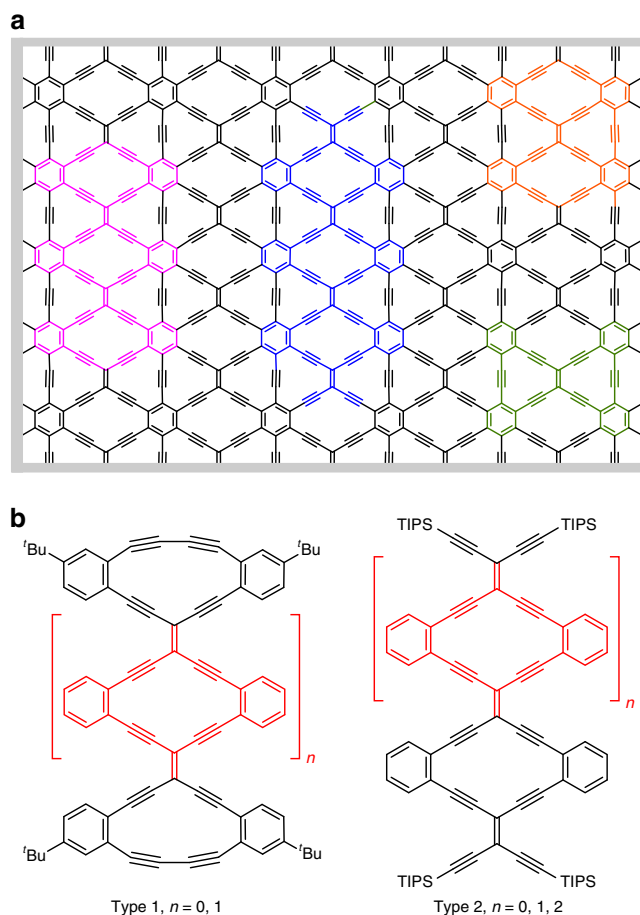 a
b
TIPS TIPS
tBu tBu
n
n
tBu tBu
TIPS TIPS
Type 1, n = 0, 1 Type 2, n = 0, 1, 2